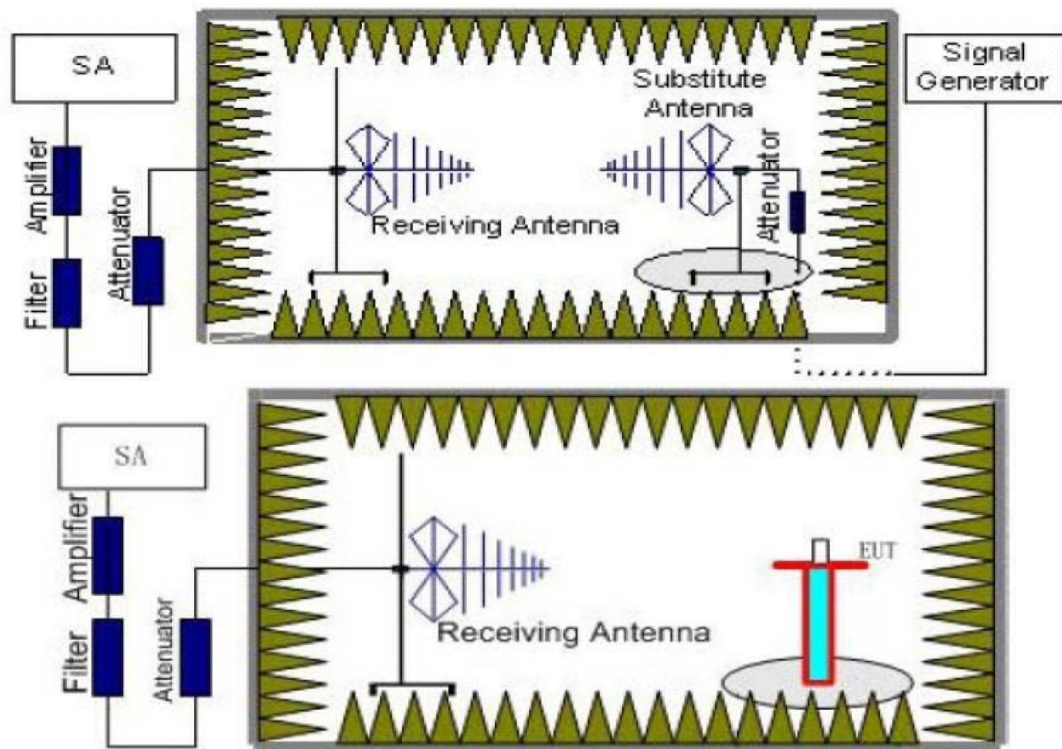 SA
Amplifier
Filter
Attenuator
Receiving Antenna
Substitute
Antenna
Attenuator
Signal
Generator
SA
Amplifier
Filter
Attenuator
Receiving Antenna
EUT